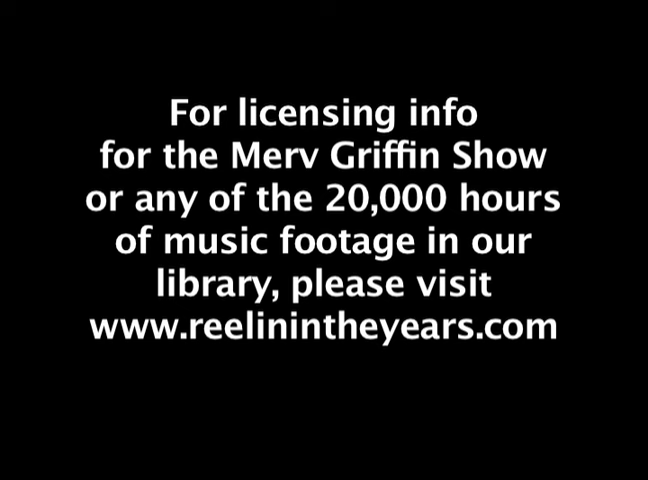 For licensing info
for the Merv Griffin Show
or any of the 20,000 hours
of music footage in our
library, please visit
www.reelinintheyears.com